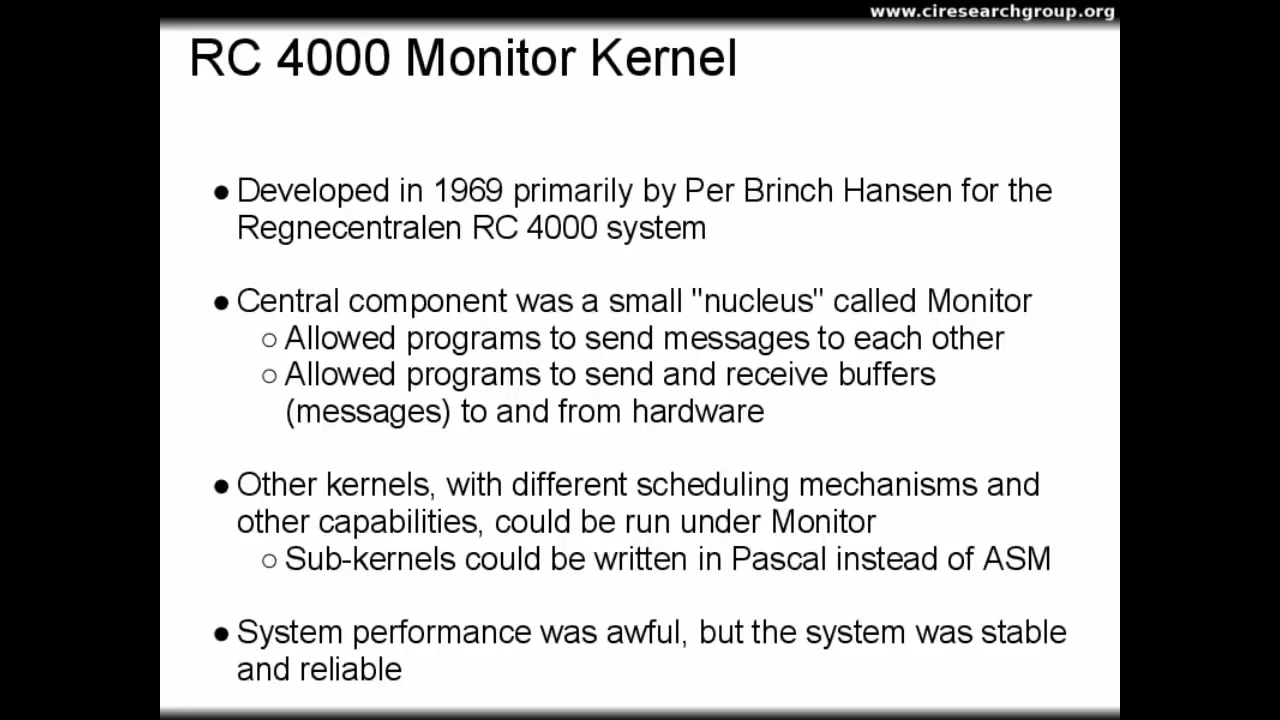 www.ciresearchgroup.org
RC 4000 Monitor Kernel
● Developed in 1969 primarily by Per Brinch Hansen for the
Regnecentralen RC 4000 system
● Central component was a small "nucleus" called Monitor
○ Allowed programs to send messages to each other
○ Allowed programs to send and receive buffers
(messages) to and from hardware
● Other kernels, with different scheduling mechanisms and
other capabilities, could be run under Monitor
○ Sub-kernels could be written in Pascal instead of ASM
● System performance was awful, but the system was stable
and reliable